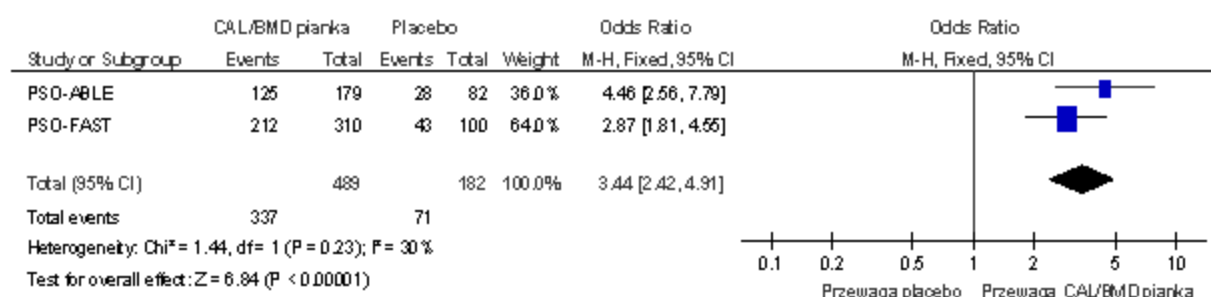 CAL/BMD pianka Placebo Odds Ratio Odds Ratio
Study or Subgroup Events Total Events Total Weight M-H, Fixed, 95% CI M-H, Fixed, 95% CI
PSO-ABLE 125 179 28 82 36.0% 4.46 [2.56, 7.79]
PSO-FAST 212 310 43 100 64.0% 2.87 [1.81, 4.55]
Total (95% CI) 489 182 100.0% 3.44 [2.42, 4.91]
Total events 337 71
Heterogeneity: Chi² = 1.44, df = 1 (P = 0.23); I² = 30%
Test for overall effect: Z = 6.84 (P < 0.00001)
0.1 0.2 0.5 1 2 5 10
Przewaga placebo Przewaga CAL/BMD pianka